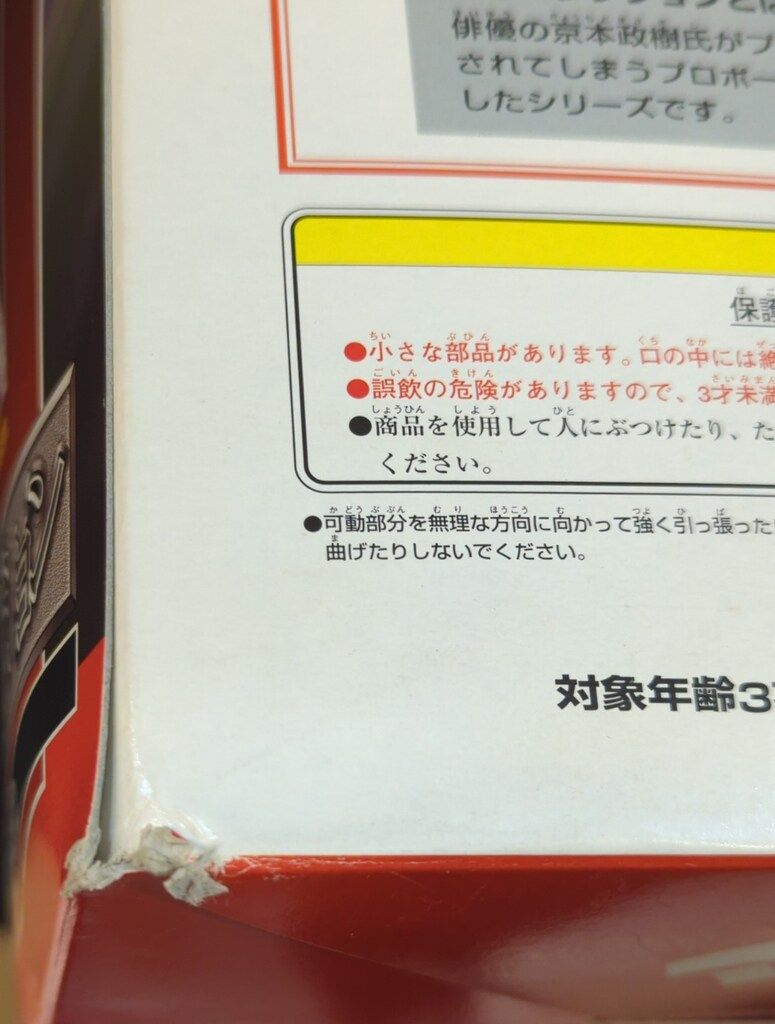 俳優の京本政樹氏がプ
されてしまうプロポー
したシリーズです。
保護
●小さな部品があります。口の中には絶
●誤飲の危険がありますので、3才未満
●商品を使用して人にぶつけたり、た
ください。
●可動部分を無理な方向に向かって強く引っ張った
曲げたりしないでください。
対象年齢3